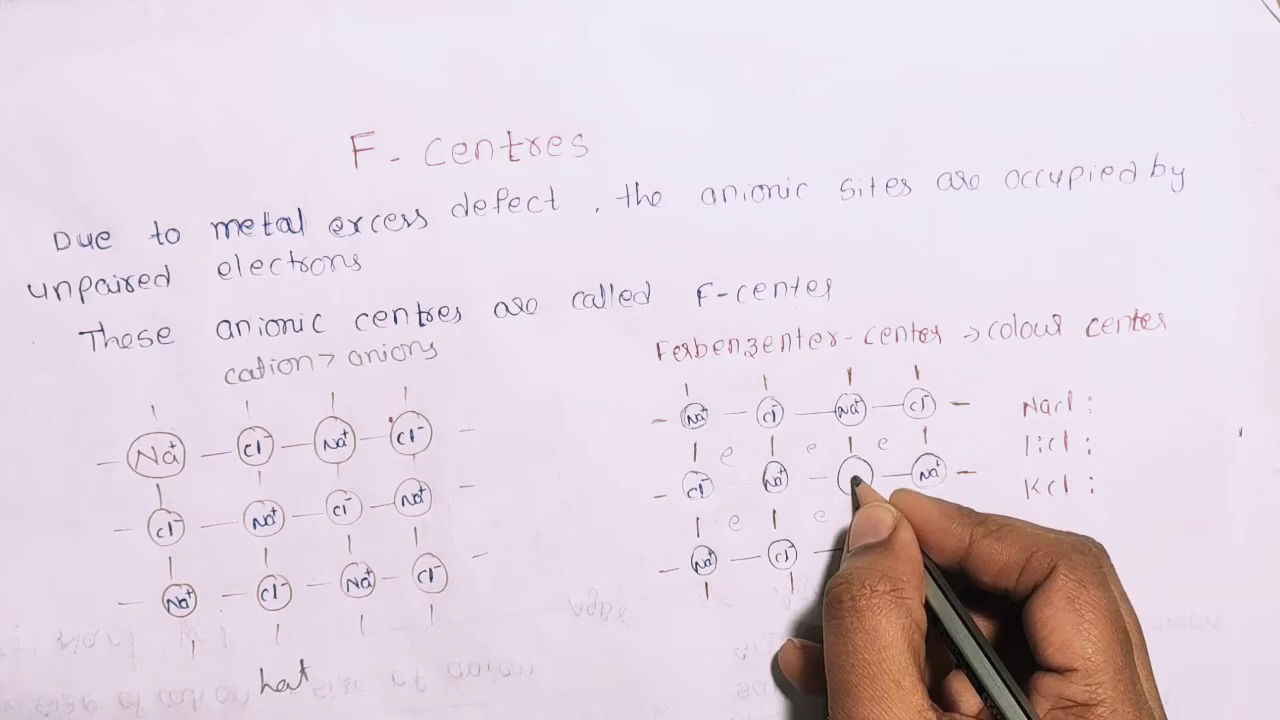 F - centres
Due to metal excess defect, the anionic sites are occupied by
unpaired electrons
These anionic centres are called F-center
cation > anions
Ferbenzenter-center → colour center
Na⁺ Cl⁻ Na⁺ Cl⁻
Cl⁻ Na⁺ Cl⁻ Na⁺
Na⁺ Cl⁻ Na⁺ Cl⁻
hat
Na⁺ Cl⁻ Na⁺ Cl⁻
e e e
Cl⁻ Na⁺ Na⁺
e e
Na⁺ Cl⁻
Nacl :
licl :
Kcl :